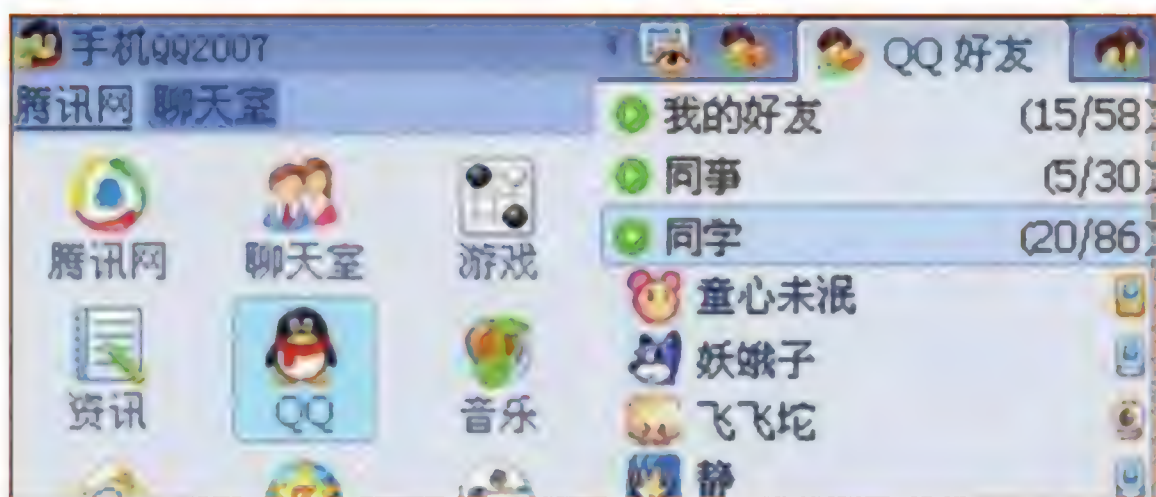 手机QQ2007
腾讯网 聊天室
腾讯网 聊天室 游戏
资讯 QQ 音乐
QQ 好友
我的好友 (15/58)
同事 (5/30)
同学 (20/86)
童心未泯
妖蛾子
飞飞坨
静